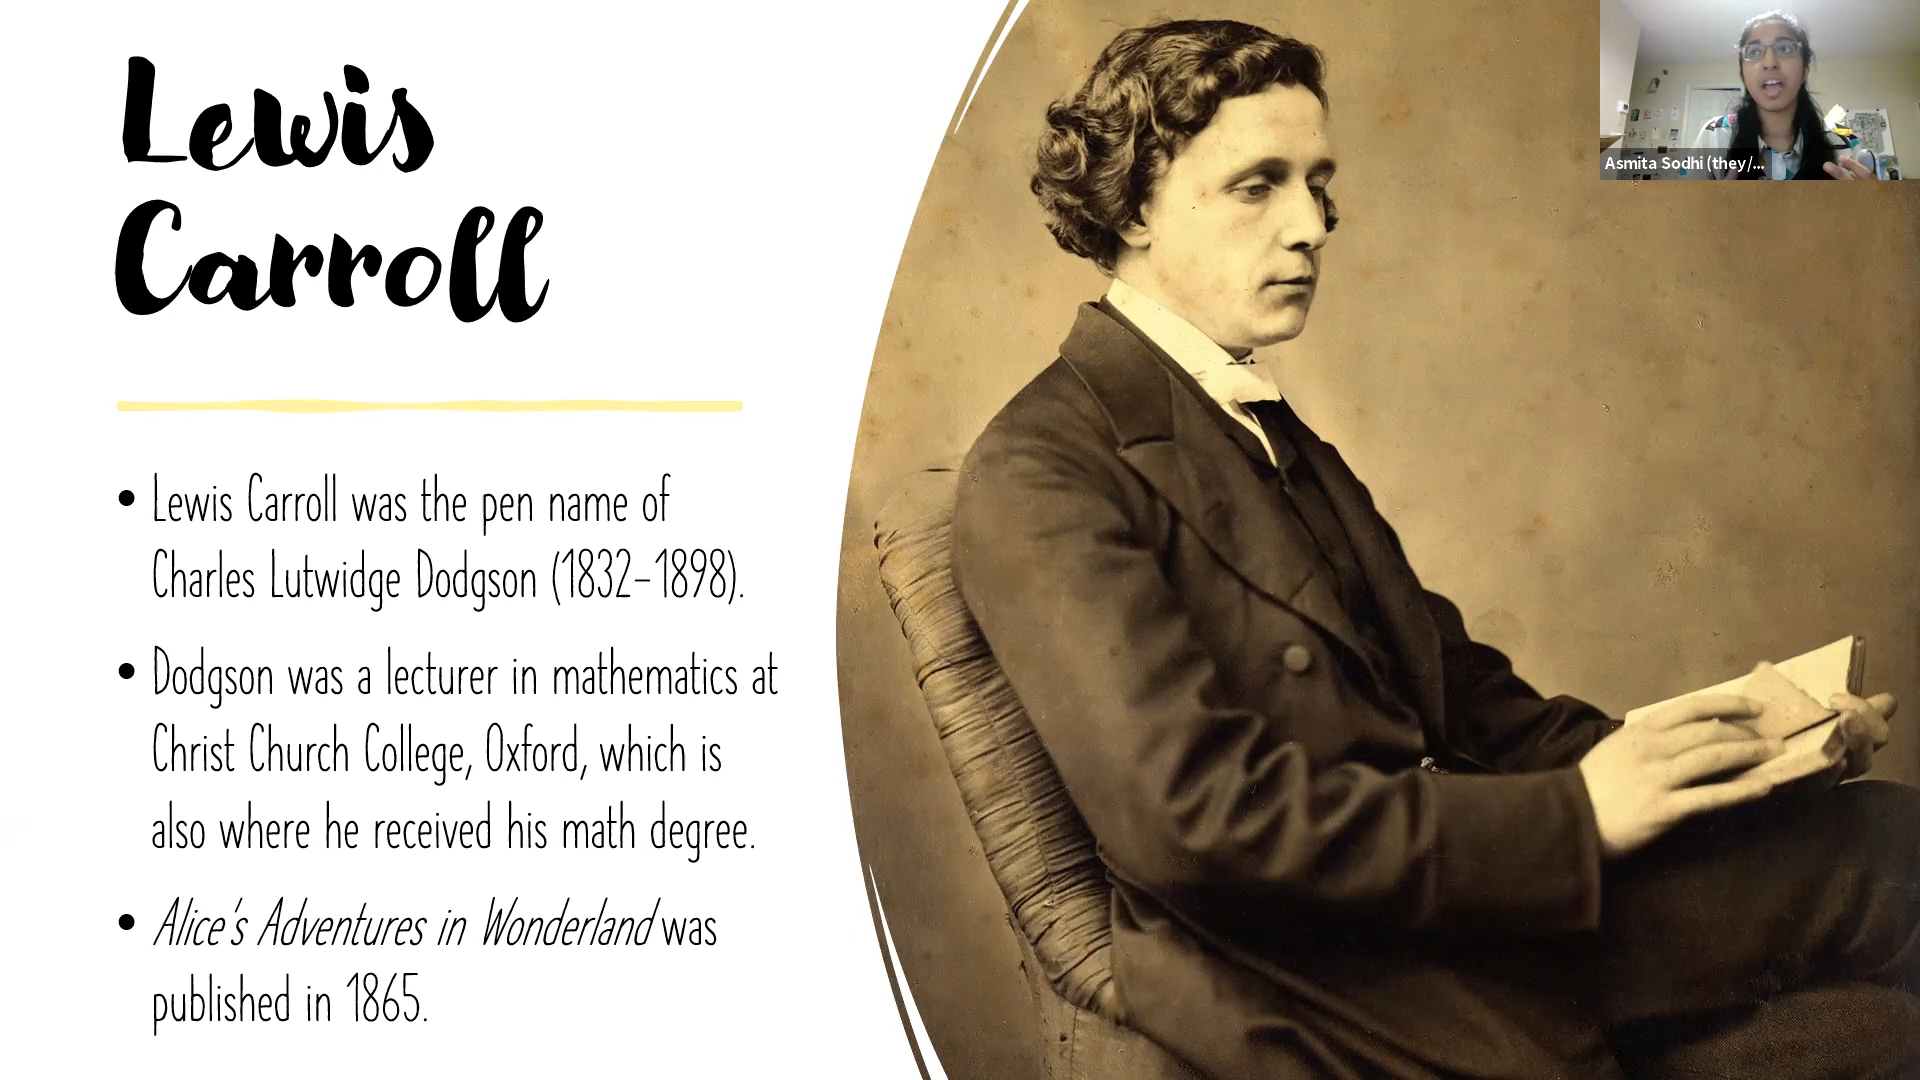 Lewis
Carroll
• Lewis Carroll was the pen name of
Charles Lutwidge Dodgson (1832–1898).
• Dodgson was a lecturer in mathematics at
Christ Church College, Oxford, which is
also where he received his math degree.
• Alice's Adventures in Wonderland was
published in 1865.
Asmita Sodhi (they/...